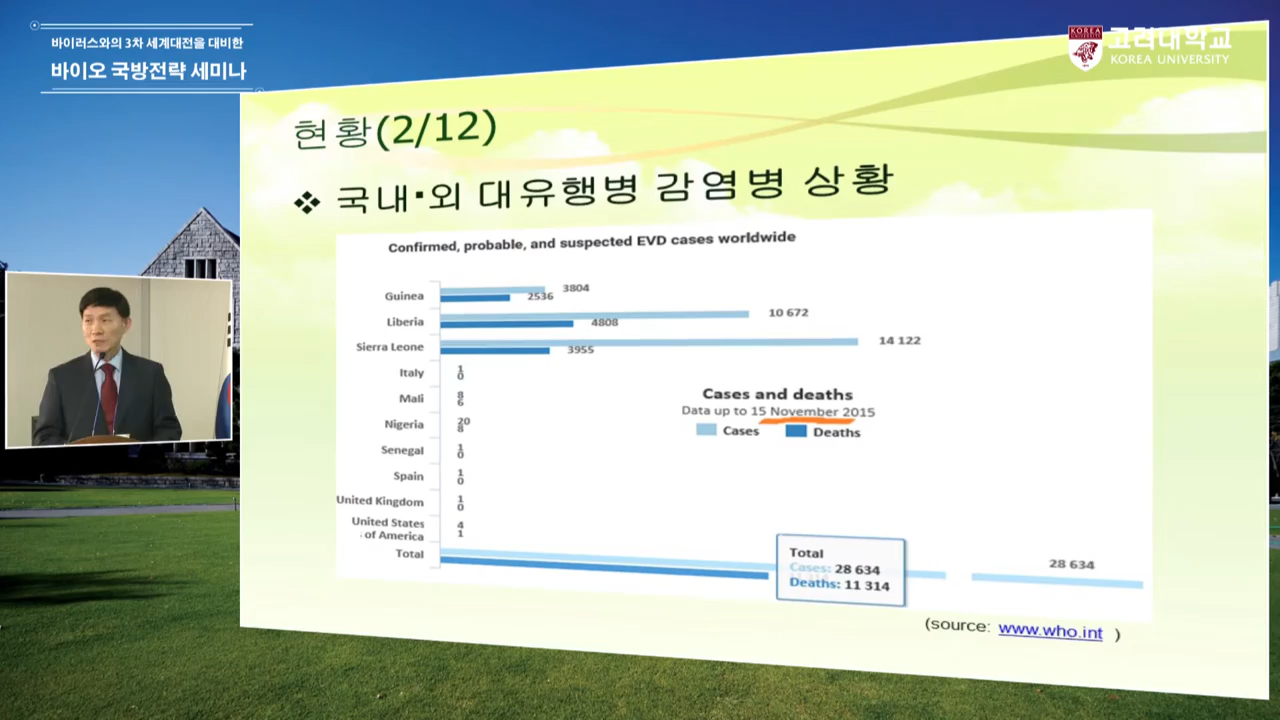 바이러스와의 3차 세계대전을 대비한
바이오 국방전략 세미나
KOREA
UNIVERSITY
고려대학교
KOREA UNIVERSITY
현황(2/12)
❖ 국내▪외 대유행병 감염병 상황
Confirmed, probable, and suspected EVD cases worldwide
Guinea 3804
2536
Liberia 10 672
4808
Sierra Leone 14 122
3955
Italy 1
0
Mali 8
6
Nigeria 20
8
Senegal 1
0
Spain 1
0
United Kingdom 1
0
United States of America 4
1
Cases and deaths
Data up to 15 November 2015
Cases Deaths
Total
28 634
Total
Cases: 28 634
Deaths: 11 314
(source: www.who.int )